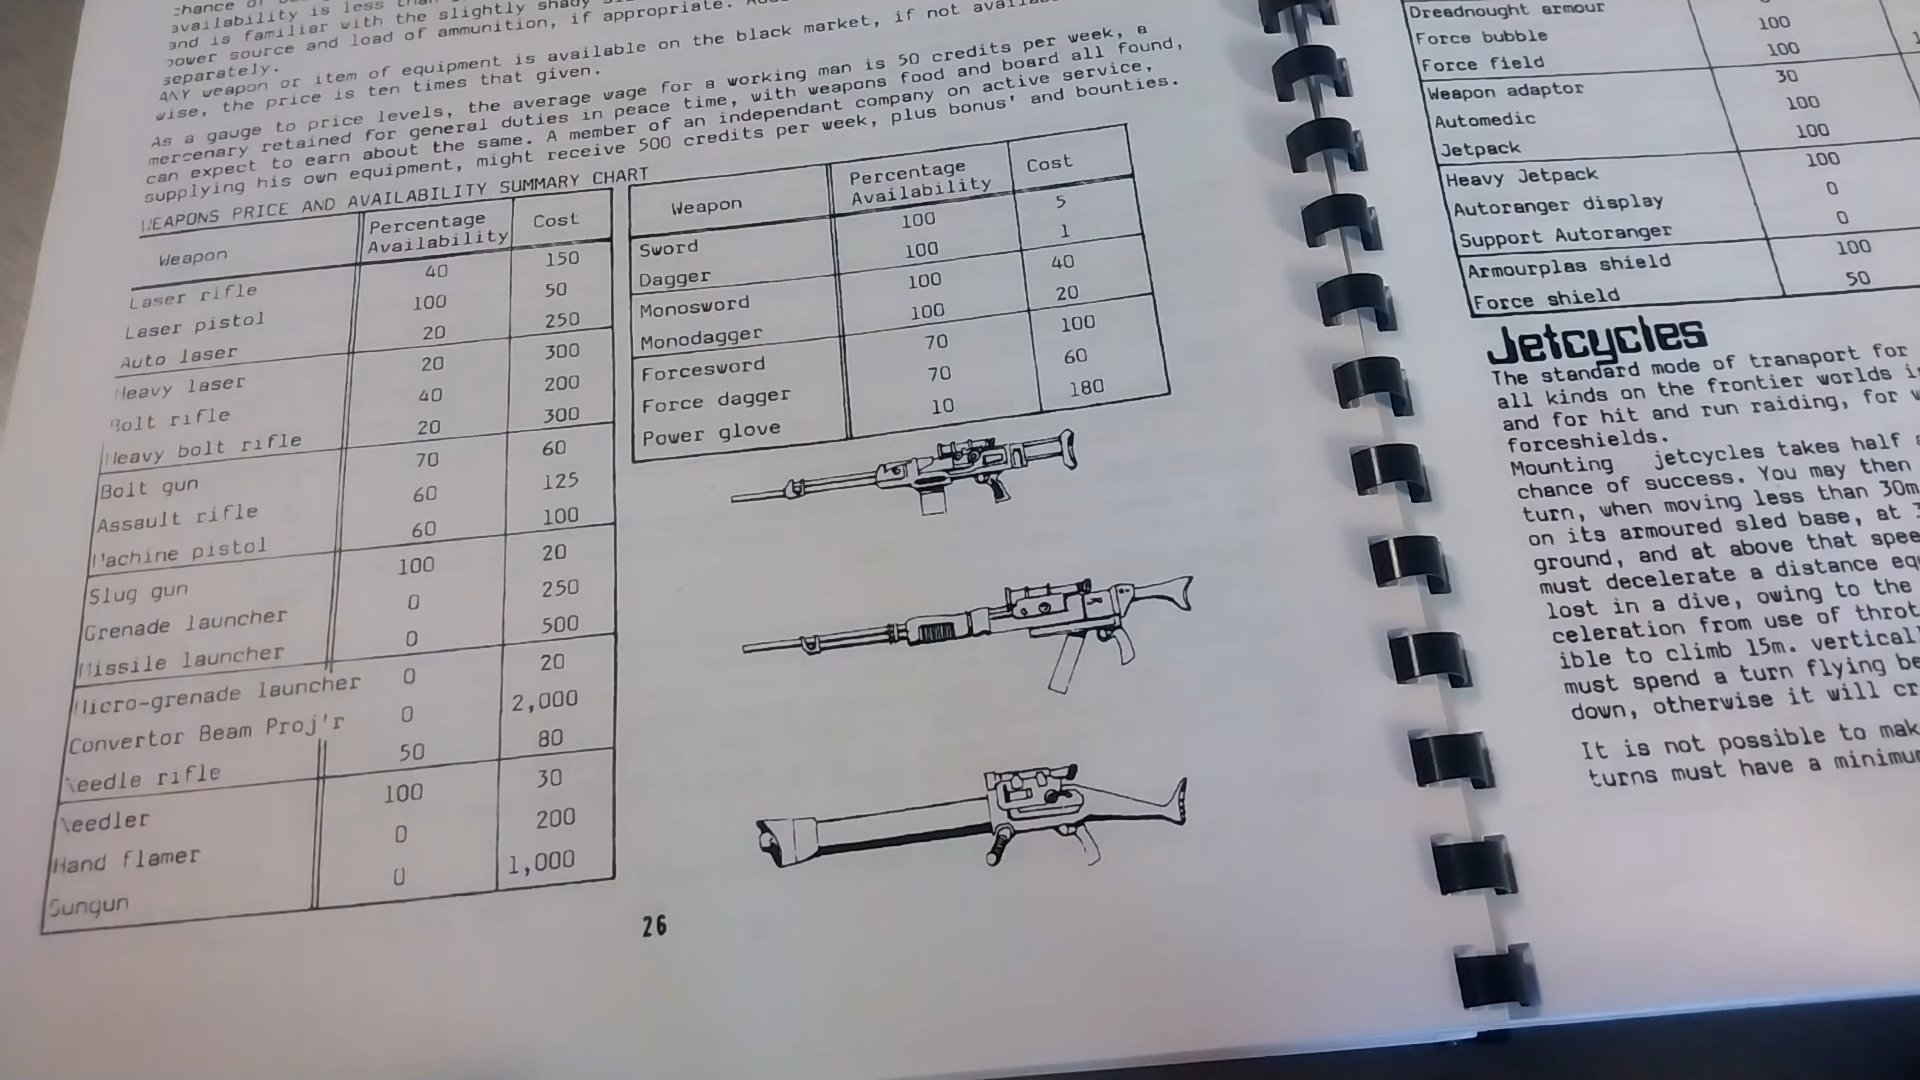 chance of
availability is less
and is familiar with the slightly shady
power source and load of ammunition, if appropriate.
separately.
ANY weapon or item of equipment is available on the black market, if not
wise, the price is ten times that given.
As a gauge to price levels, the average wage for a working man is 50 credits per week, a
mercenary retained for general duties in peace time, with weapons food and board all found,
can expect to earn about the same. A member of an independant company on active service,
supplying his own equipment, might receive 500 credits per week, plus bonus' and bounties.
WEAPONS PRICE AND AVAILABILITY SUMMARY CHART
Weapon Percentage Availability Cost
Laser rifle 40 150
Laser pistol 100 50
Auto laser 20 250
Heavy laser 20 300
Bolt rifle 40 200
Heavy bolt rifle 20 300
Bolt gun 70 60
Assault rifle 60 125
Machine pistol 60 100
Slug gun 100 20
Grenade launcher 0 250
Missile launcher 0 500
Micro-grenade launcher 0 20
Convertor Beam Proj'r 0 2,000
Needle rifle 50 80
Needler 100 30
Hand flamer 0 200
Sungun 0 1,000
Weapon Percentage Availability Cost
Sword 100 5
Dagger 100 1
Monosword 100 40
Monodagger 100 20
Forcesword 70 100
Force dagger 70 60
Power glove 10 180
26
Dreadnought armour
Force bubble 100
Force field 100
Weapon adaptor 30
Automedic 100
Jetpack 100
Heavy Jetpack 100
Autoranger display 0
Support Autoranger 0
Armourplas shield 100
Force shield 50
Jetcycles
The standard mode of transport for
all kinds on the frontier worlds
and for hit and run raiding, for
forceshields.
Mounting jetcycles takes half
chance of success. You may then
turn, when moving less than 30m
on its armoured sled base, at
ground, and at above that
must decelerate a distance
lost in a dive, owing to the
celeration from use of
ible to climb 15m.
must spend a turn flying
down, otherwise it will
It is not possible to
turns must have a